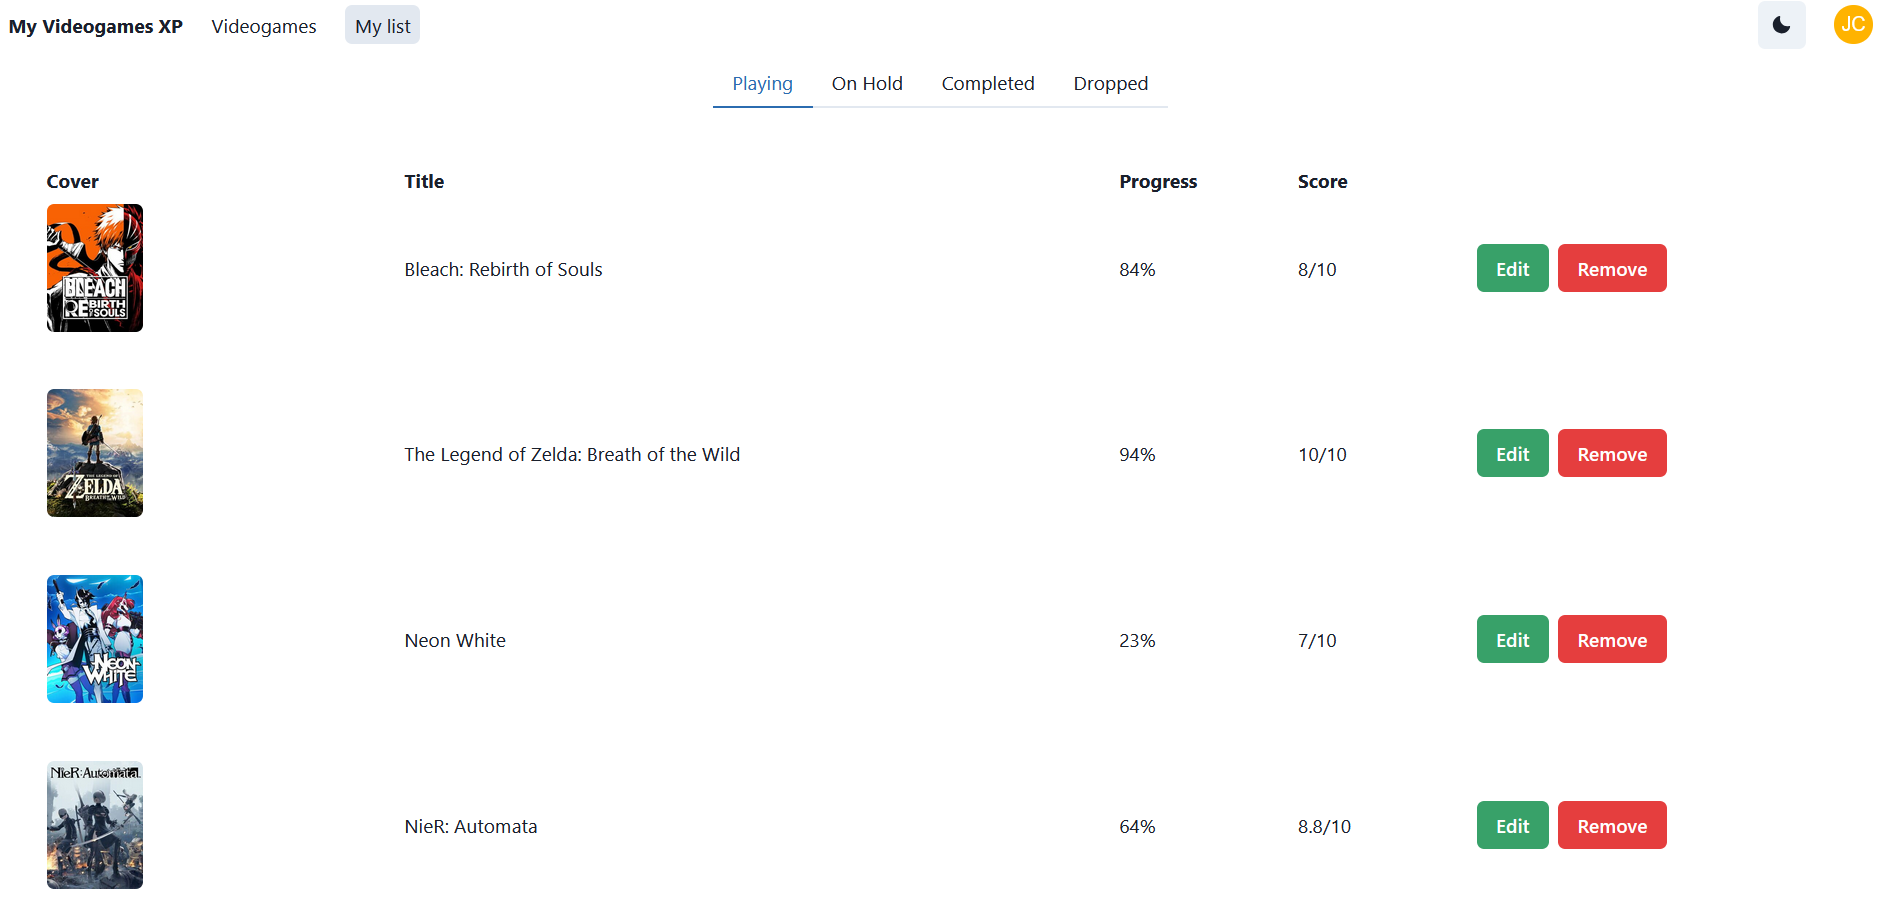 My Videogames XP Videogames My list JC
Playing On Hold Completed Dropped
Cover Title Progress Score
BLEACH
REBIRTH
OF SOULS
Bleach: Rebirth of Souls 84% 8/10 Edit Remove
THE LEGEND OF
ZELDA
BREATH OF THE WILD
The Legend of Zelda: Breath of the Wild 94% 10/10 Edit Remove
NEON
WHITE
Neon White 23% 7/10 Edit Remove
NieR:Automata
NieR: Automata 64% 8.8/10 Edit Remove